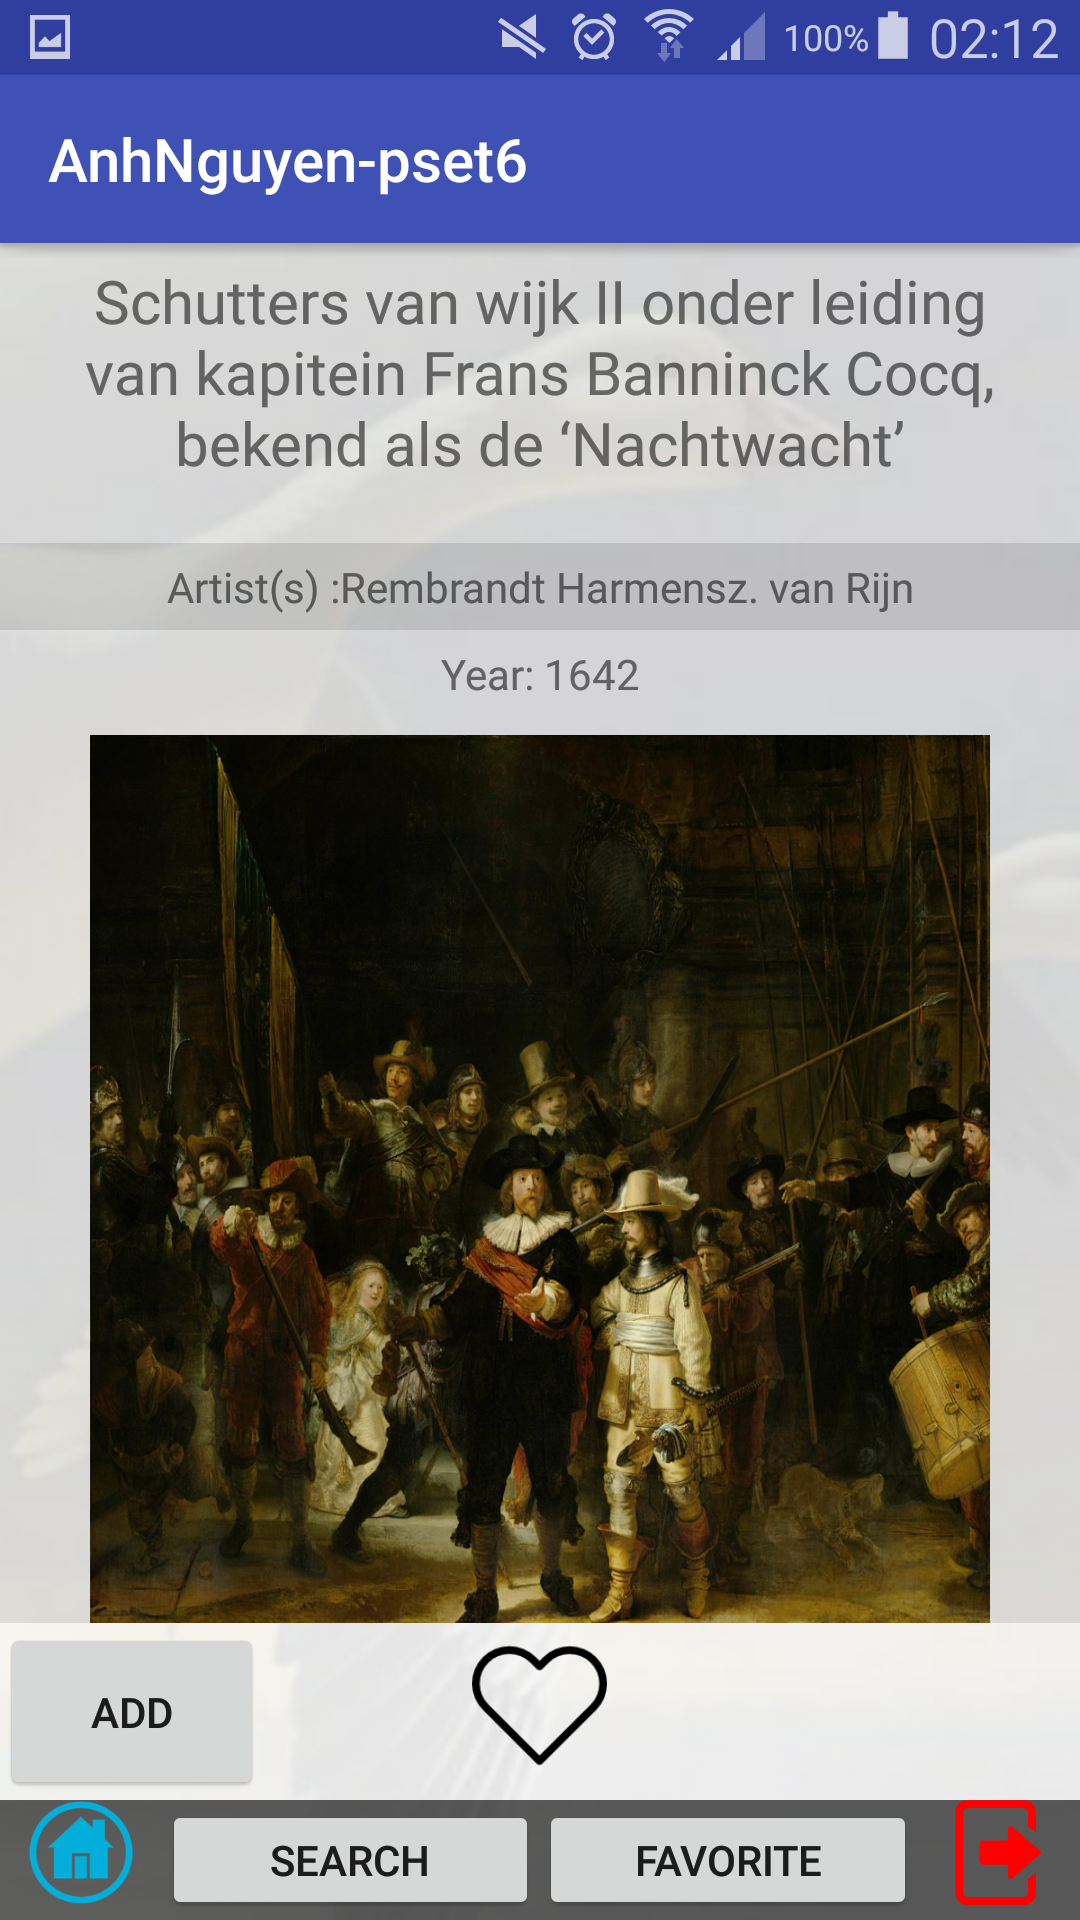 100% 02:12
AnhNguyen-pset6
Schutters van wijk II onder leiding
van kapitein Frans Banninck Cocq,
bekend als de ‘Nachtwacht’
Artist(s) :Rembrandt Harmensz. van Rijn
Year: 1642
ADD
SEARCH FAVORITE